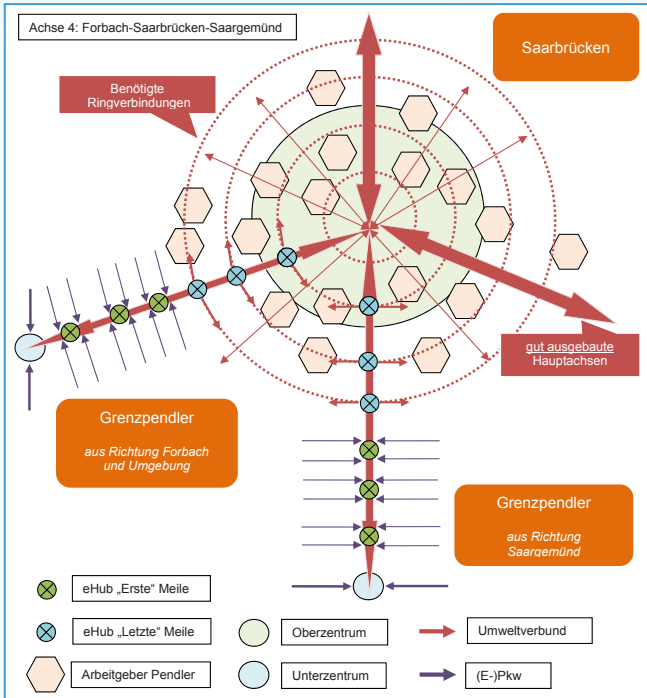 Achse 4: Forbach-Saarbrücken-Saargemünd
Saarbrücken
Benötigte
Ringverbindungen
gut ausgebaute
Hauptachsen
Grenzpendler
aus Richtung Forbach
und Umgebung
Grenzpendler
aus Richtung
Saargemünd
eHub „Erste“ Meile
eHub „Letzte“ Meile
Oberzentrum
Umweltverbund
Arbeitgeber Pendler
Unterzentrum
(E-)Pkw